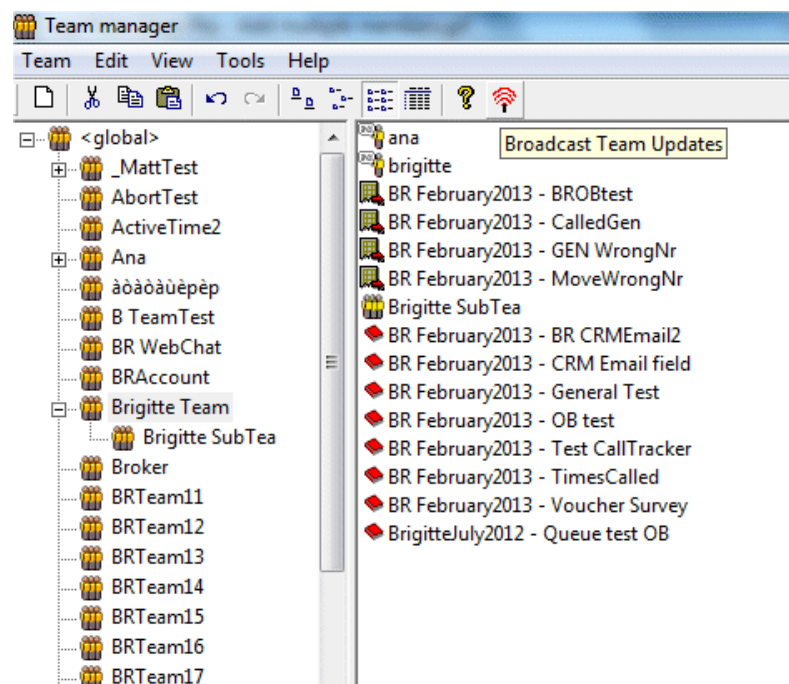 Team manager
Team Edit View Tools Help
Broadcast Team Updates
<global>
_MattTest
AbortTest
ActiveTime2
Ana
àòàòàùèpèp
B TeamTest
BR WebChat
BRAccount
Brigitte Team
Brigitte SubTea
Broker
BRTeam11
BRTeam12
BRTeam13
BRTeam14
BRTeam15
BRTeam16
BRTeam17
ana
brigitte
BR February2013 - BROBtest
BR February2013 - CalledGen
BR February2013 - GEN WrongNr
BR February2013 - MoveWrongNr
Brigitte SubTea
BR February2013 - BR CRMEmail2
BR February2013 - CRM Email field
BR February2013 - General Test
BR February2013 - OB test
BR February2013 - Test CallTracker
BR February2013 - TimesCalled
BR February2013 - Voucher Survey
BrigitteJuly2012 - Queue test OB